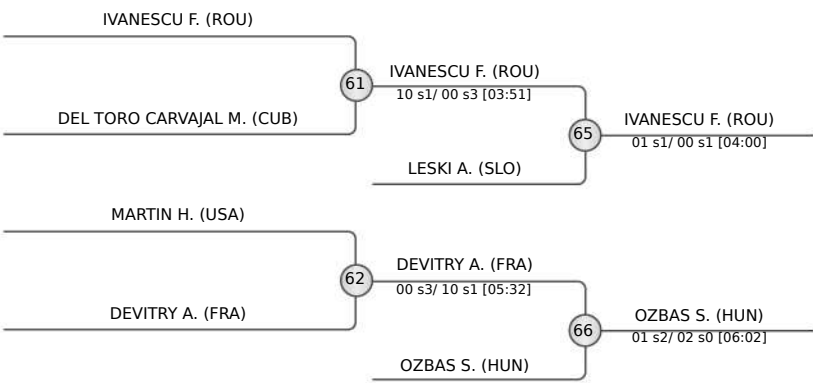 IVANESCU F. (ROU)
61
IVANESCU F. (ROU)
10 s1/ 00 s3 [03:51]
DEL TORO CARVAJAL M. (CUB)
65
IVANESCU F. (ROU)
01 s1/ 00 s1 [04:00]
LESKI A. (SLO)
MARTIN H. (USA)
62
DEVITRY A. (FRA)
00 s3/ 10 s1 [05:32]
DEVITRY A. (FRA)
66
OZBAS S. (HUN)
01 s2/ 02 s0 [06:02]
OZBAS S. (HUN)